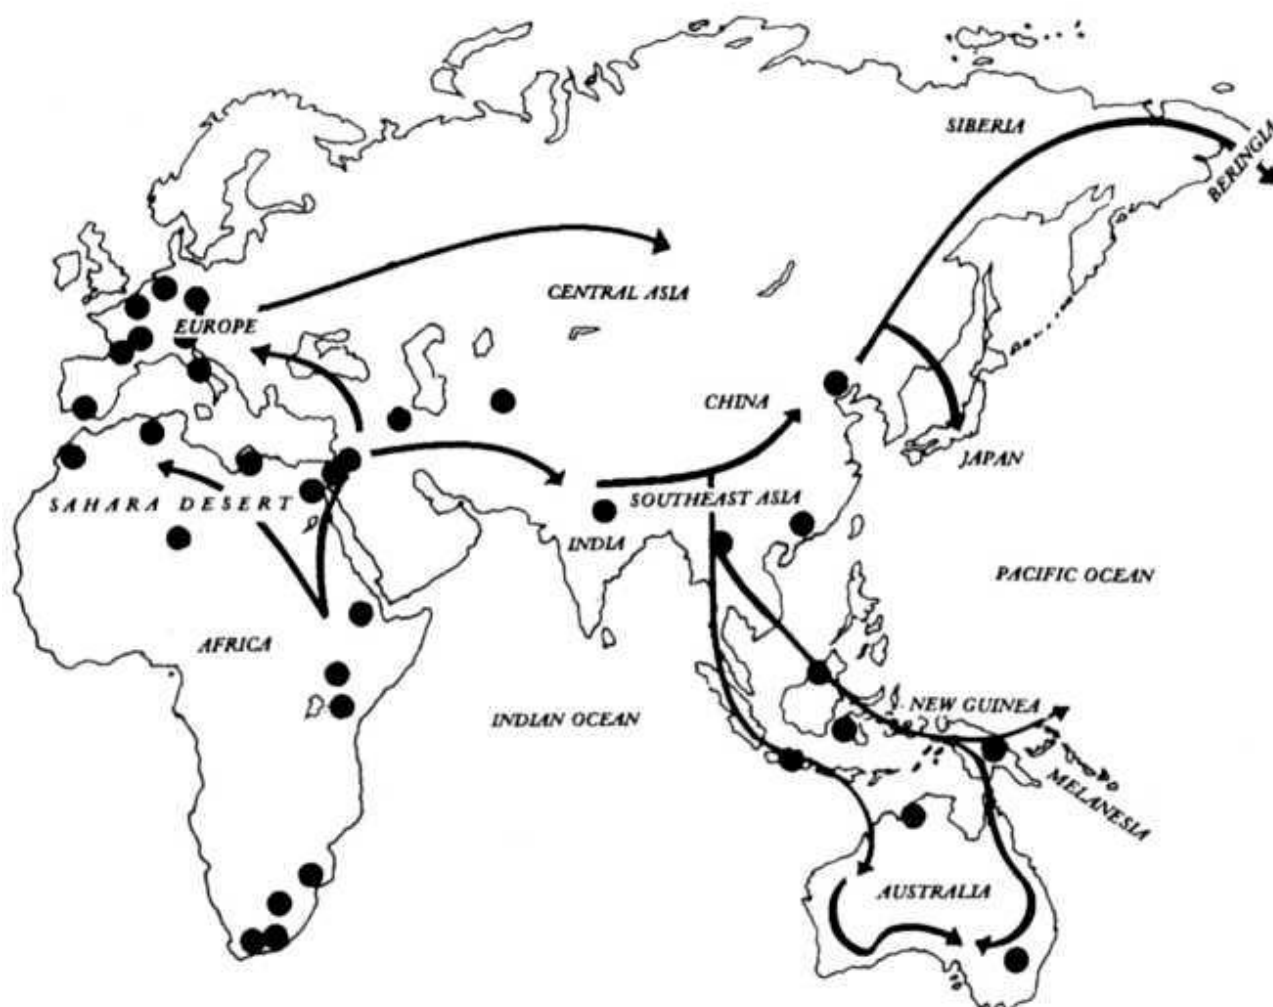 SIBERIA
BERINGIA
CENTRAL ASIA
EUROPE
CHINA
JAPAN
SAHARA DESERT
SOUTHEAST ASIA
INDIA
PACIFIC OCEAN
AFRICA
INDIAN OCEAN
NEW GUINEA
MELANESIA
AUSTRALIA